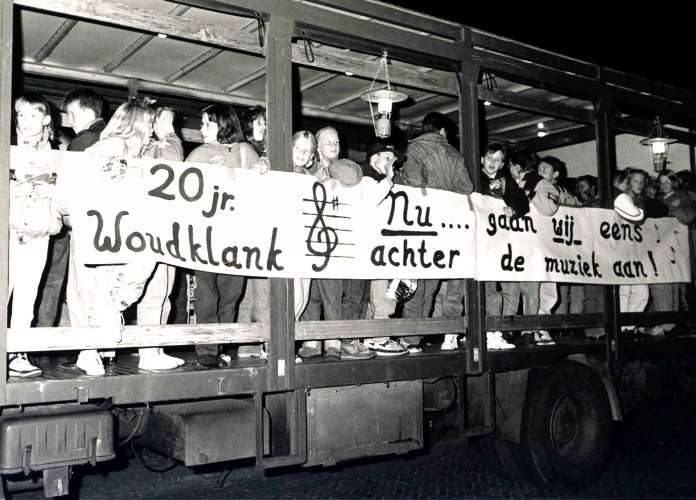 20 jr.
Woudklank
Nu....
achter
gaan wij eens
de muziek aan!